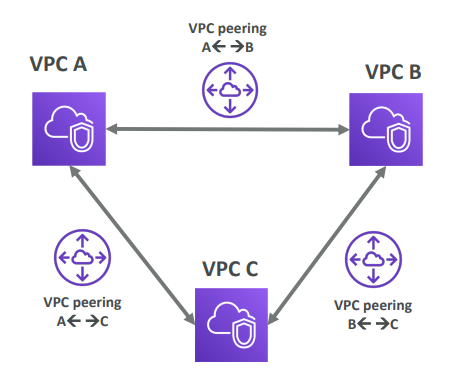 VPC peering
A← →B
VPC A
VPC B
VPC C
VPC peering
A← →C
VPC peering
B← →C